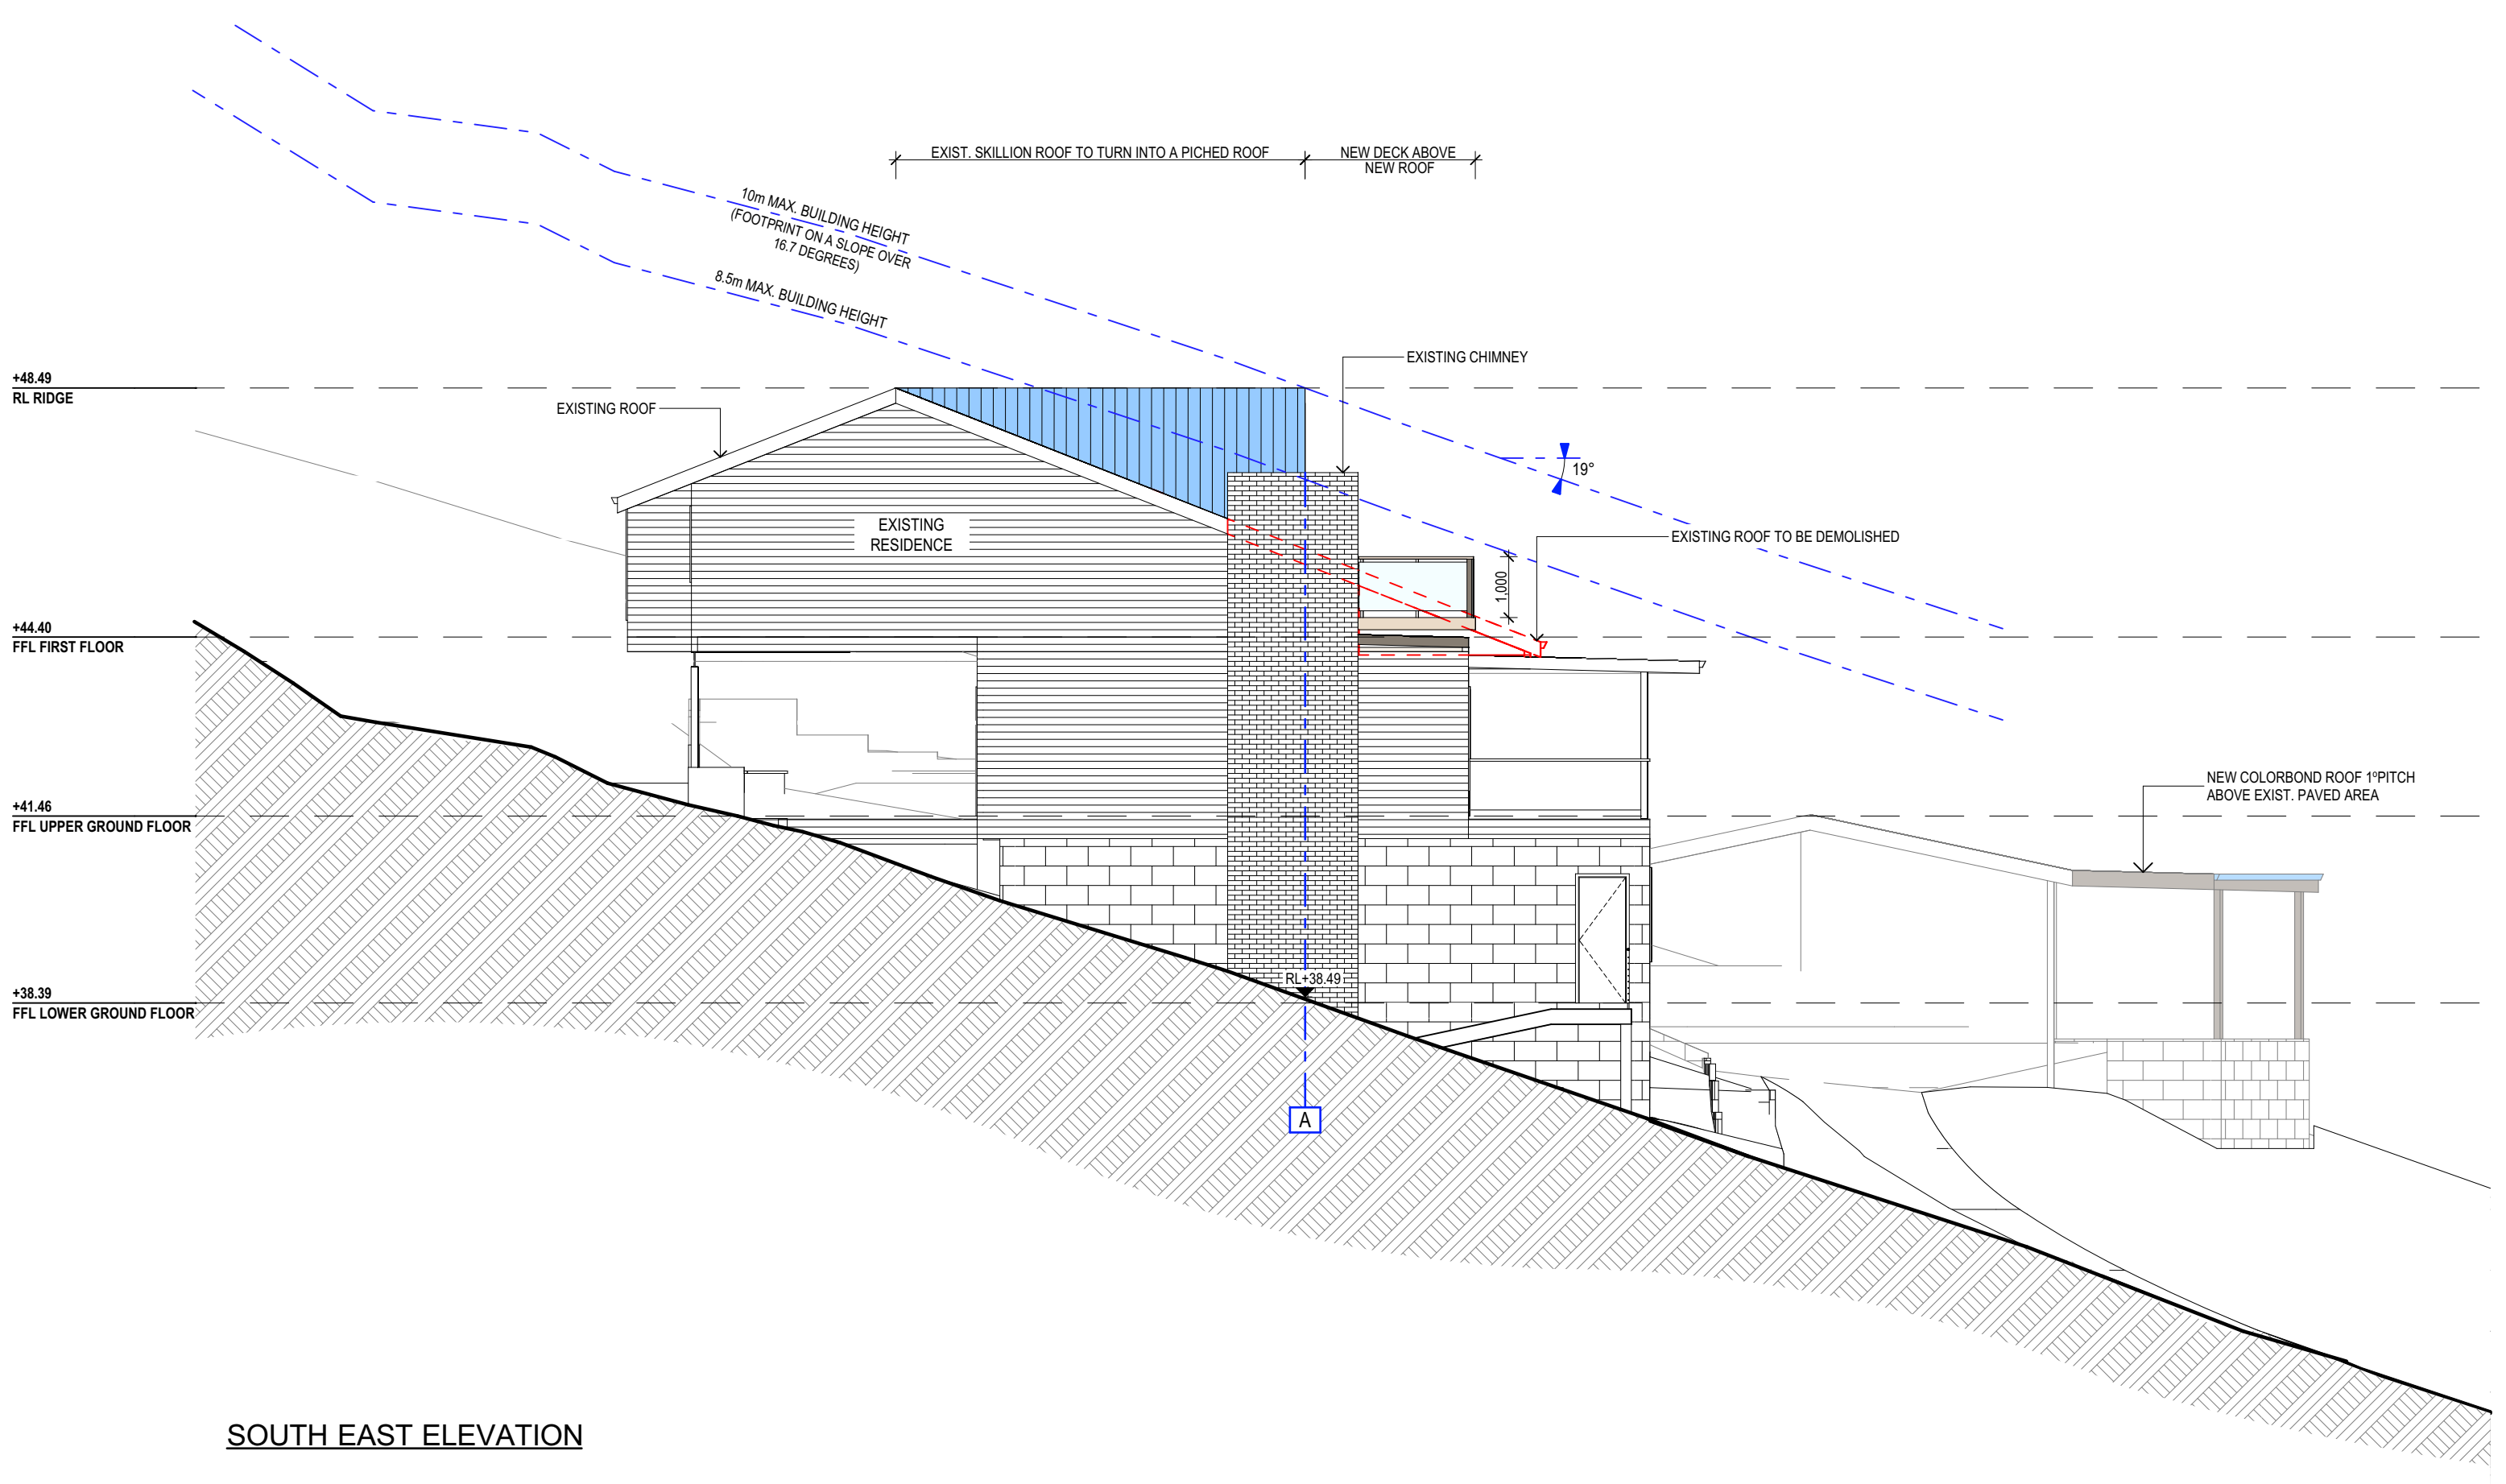 EXIST. SKILLION ROOF TO TURN INTO A PICHED ROOF
NEW DECK ABOVE
NEW ROOF
10m MAX. BUILDING HEIGHT
(FOOTPRINT ON A SLOPE OVER
16.7 DEGREES)
8.5m MAX. BUILDING HEIGHT
EXISTING CHIMNEY
+48.49
RL RIDGE
EXISTING ROOF
19°
EXISTING
RESIDENCE
EXISTING ROOF TO BE DEMOLISHED
1,000
+44.40
FFL FIRST FLOOR
NEW COLORBOND ROOF 1ºPITCH
ABOVE EXIST. PAVED AREA
+41.46
FFL UPPER GROUND FLOOR
RL+38.49
+38.39
FFL LOWER GROUND FLOOR
A
SOUTH EAST ELEVATION